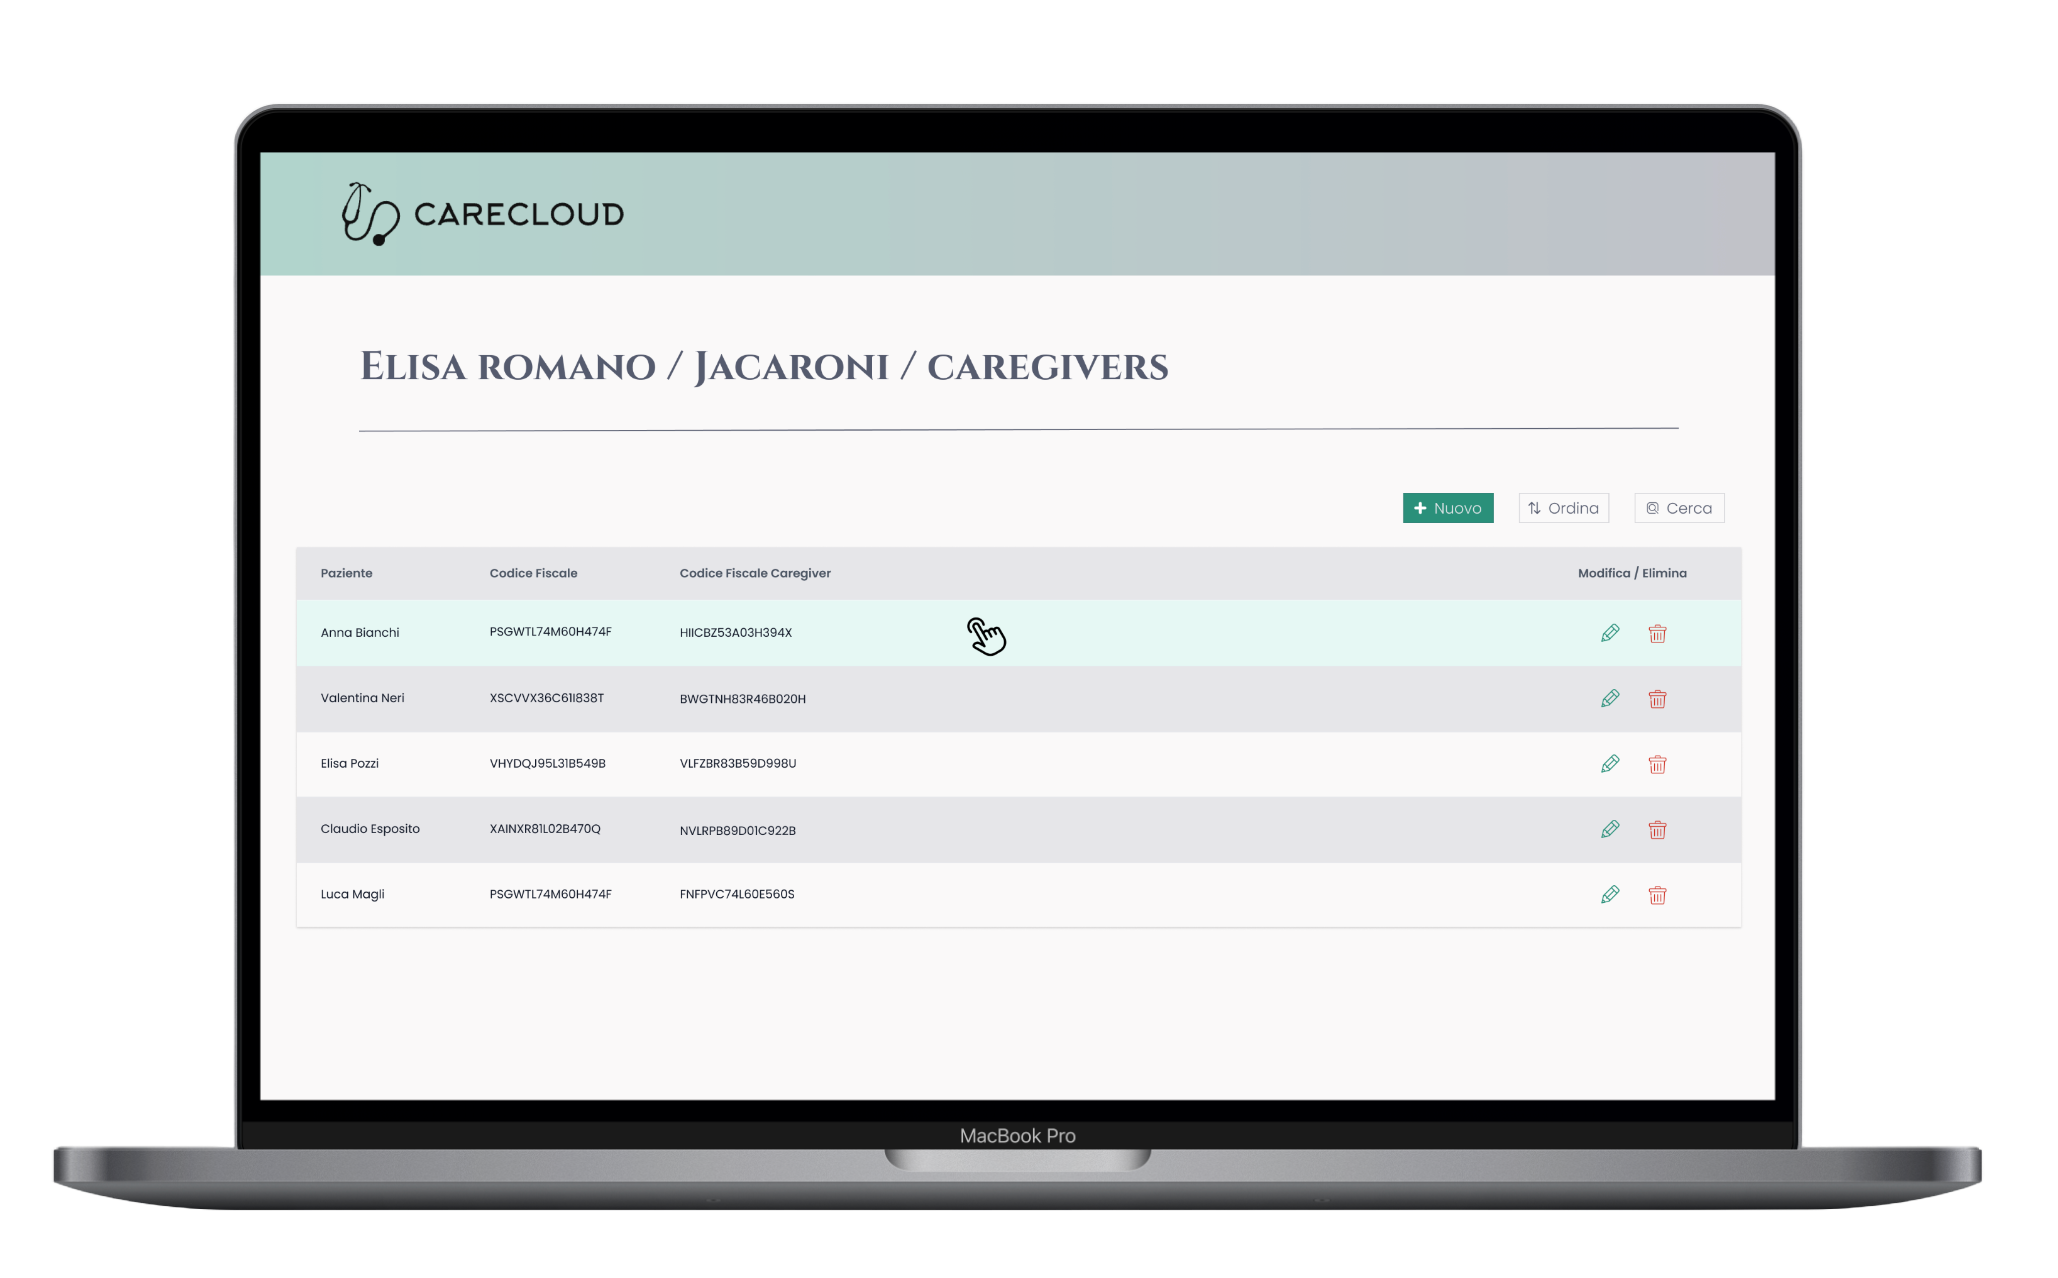 CARECLOUD
Elisa romano / Jacaroni / caregivers
Nuovo
Ordina
Cerca
Paziente Codice Fiscale Codice Fiscale Caregiver Modifica / Elimina
Anna Bianchi PSGWTL74M60H474F HIICBZ53A03H394X
Valentina Neri XSCVVX36C61I838T BWGTNH83R46B020H
Elisa Pozzi VHYDQJ95L31B549B VLFZBR83B59D998U
Claudio Esposito XAINXR81L02B470Q NVLRPB89D01C922B
Luca Magli PSGWTL74M60H474F FNFPVC74L60E560S
MacBook Pro